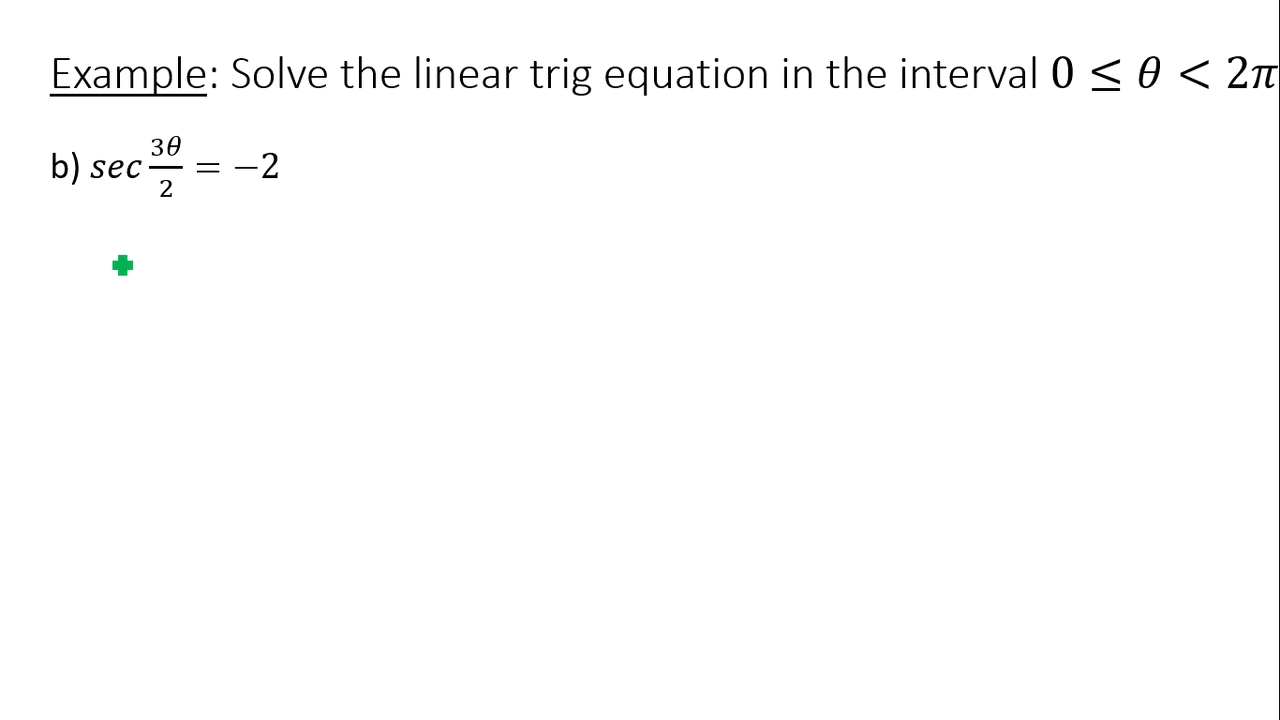 Example: Solve the linear trig equation in the interval 0 ≤ θ < 2π
b) sec 3θ/2 = −2